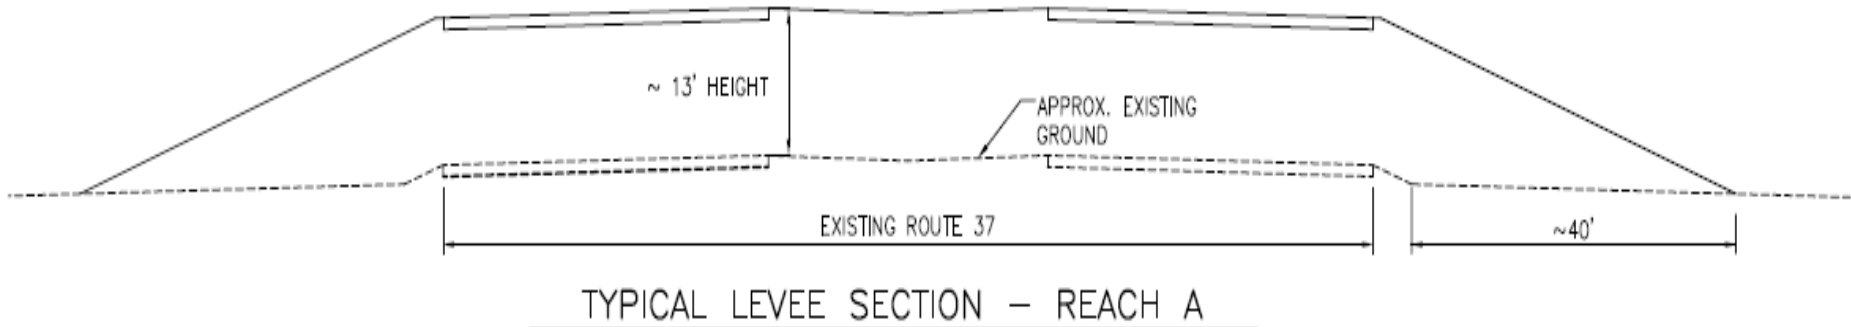 ~ 13' HEIGHT
APPROX. EXISTING
GROUND
EXISTING ROUTE 37
~40'
TYPICAL LEVEE SECTION – REACH A